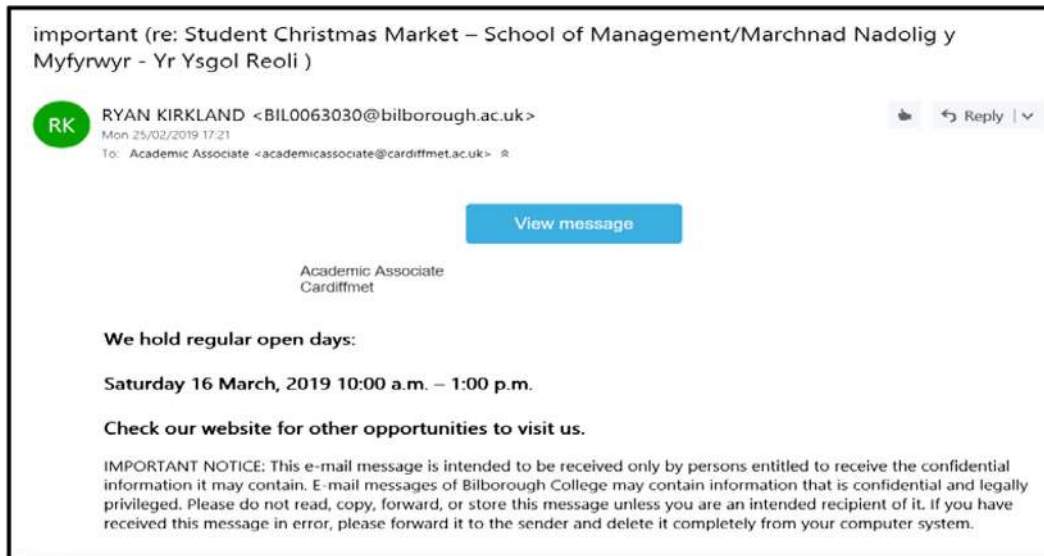 important (re: Student Christmas Market – School of Management/Marchnad Nadolig y
Myfyrwyr - Yr Ysgol Reoli )
RK
RYAN KIRKLAND <BIL0063030@bilborough.ac.uk>
Mon 25/02/2019 17:21
To: Academic Associate <academicassociate@cardiffmet.ac.uk>
Reply
View message
Academic Associate
Cardiffmet
We hold regular open days:
Saturday 16 March, 2019 10:00 a.m. – 1:00 p.m.
Check our website for other opportunities to visit us.
IMPORTANT NOTICE: This e-mail message is intended to be received only by persons entitled to receive the confidential
information it may contain. E-mail messages of Bilborough College may contain information that is confidential and legally
privileged. Please do not read, copy, forward, or store this message unless you are an intended recipient of it. If you have
received this message in error, please forward it to the sender and delete it completely from your computer system.